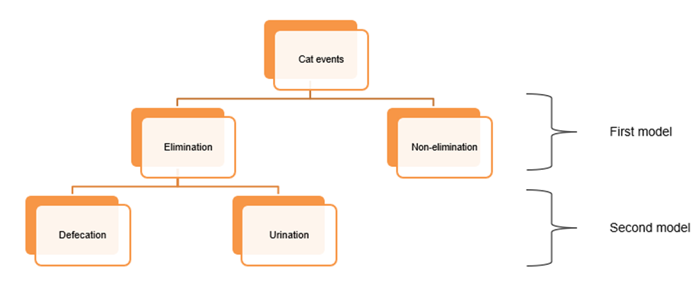 Cat events
Elimination
Non-elimination
First model
Defecation
Urination
Second model